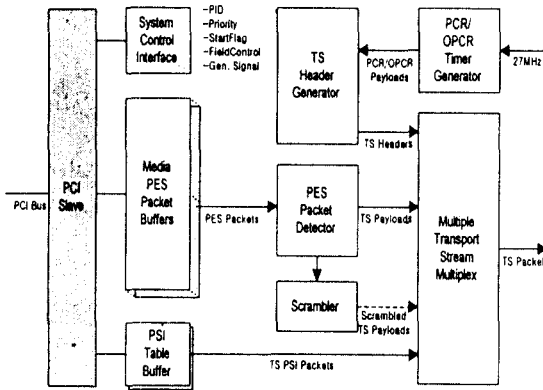 System
Control
Interface
–PID
–Priority
–StartFlag
–FieldControl
–Gen. Signal
TS
Header
Generator
PCR/OPCR
Payloads
PCR/
OPCR
Timer
Generator
27MHz
TS Headers
PCI Bus
PCI
Slave
Media
PES
Packet
Buffers
PES Packets
PES
Packet
Detector
TS Payloads
Multiple
Transport
Stream
Multiplex
TS Packet
Scrambler
Scrambled
TS Payloads
PSI
Table
Buffer
TS PSI Packets